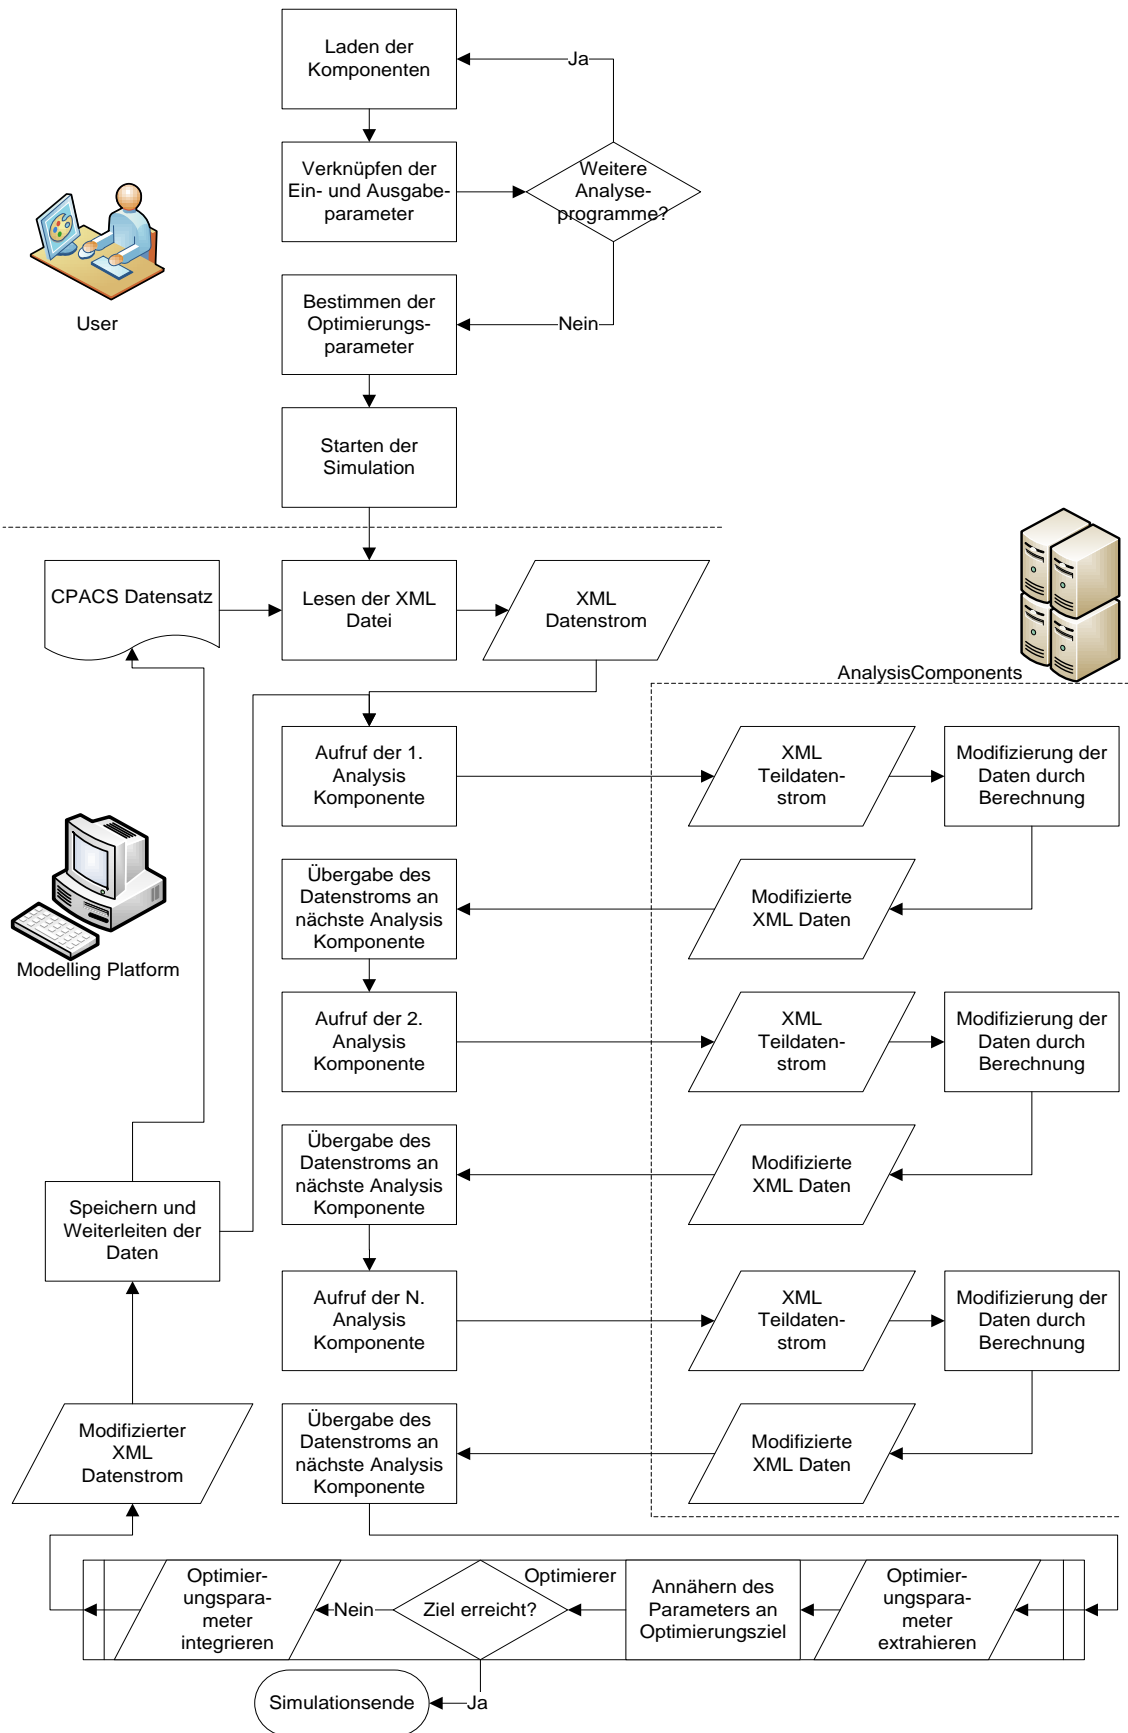 Laden der
Komponenten
Ja
Verknüpfen der
Ein- und Ausgabe-
parameter
Weitere
Analyse-
programme?
User
Bestimmen der
Optimierungs-
parameter
Nein
Starten der
Simulation
CPACS Datensatz
Lesen der XML
Datei
XML
Datenstrom
AnalysisComponents
Aufruf der 1.
Analysis
Komponente
XML
Teildaten-
strom
Modifizierung der
Daten durch
Berechnung
Übergabe des
Datenstroms an
nächste Analysis
Komponente
Modifizierte
XML Daten
Modelling Platform
Aufruf der 2.
Analysis
Komponente
XML
Teildaten-
strom
Modifizierung der
Daten durch
Berechnung
Übergabe des
Datenstroms an
nächste Analysis
Komponente
Modifizierte
XML Daten
Speichern und
Weiterleiten der
Daten
Aufruf der N.
Analysis
Komponente
XML
Teildaten-
strom
Modifizierung der
Daten durch
Berechnung
Modifizierter
XML
Datenstrom
Übergabe des
Datenstroms an
nächste Analysis
Komponente
Modifizierte
XML Daten
Optimier-
ungspara-
meter
integrieren
Nein
Ziel erreicht?
Optimierer
Annähern des
Parameters an
Optimierungsziel
Optimier-
ungspara-
meter
extrahieren
Simulationsende
Ja